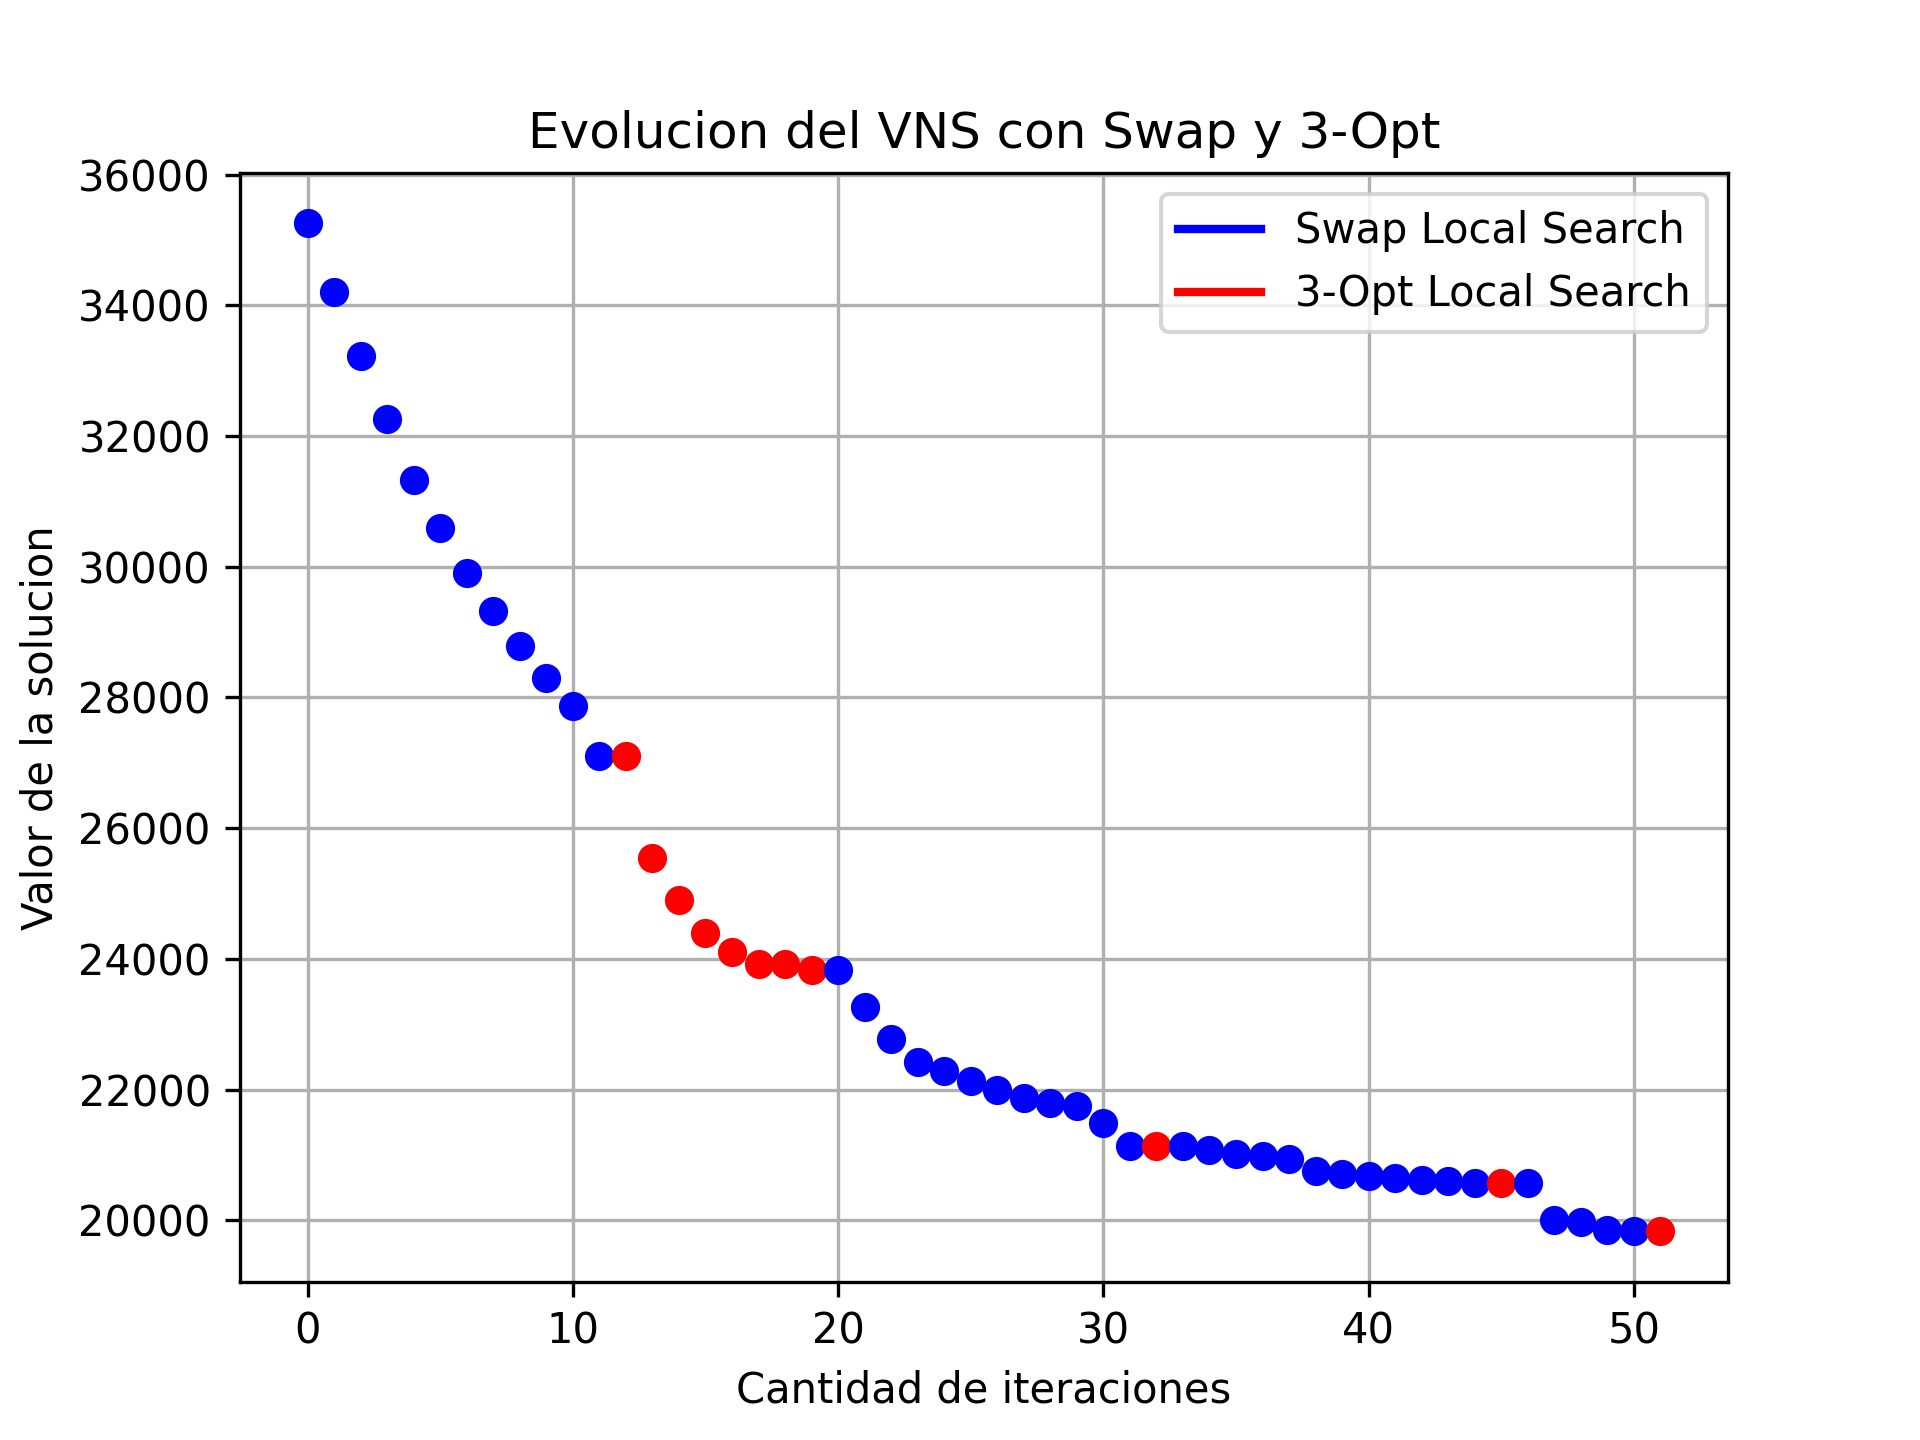 Evolucion del VNS con Swap y 3-Opt
Swap Local Search
3-Opt Local Search
Valor de la solucion
36000
34000
32000
30000
28000
26000
24000
22000
20000
0 10 20 30 40 50
Cantidad de iteraciones